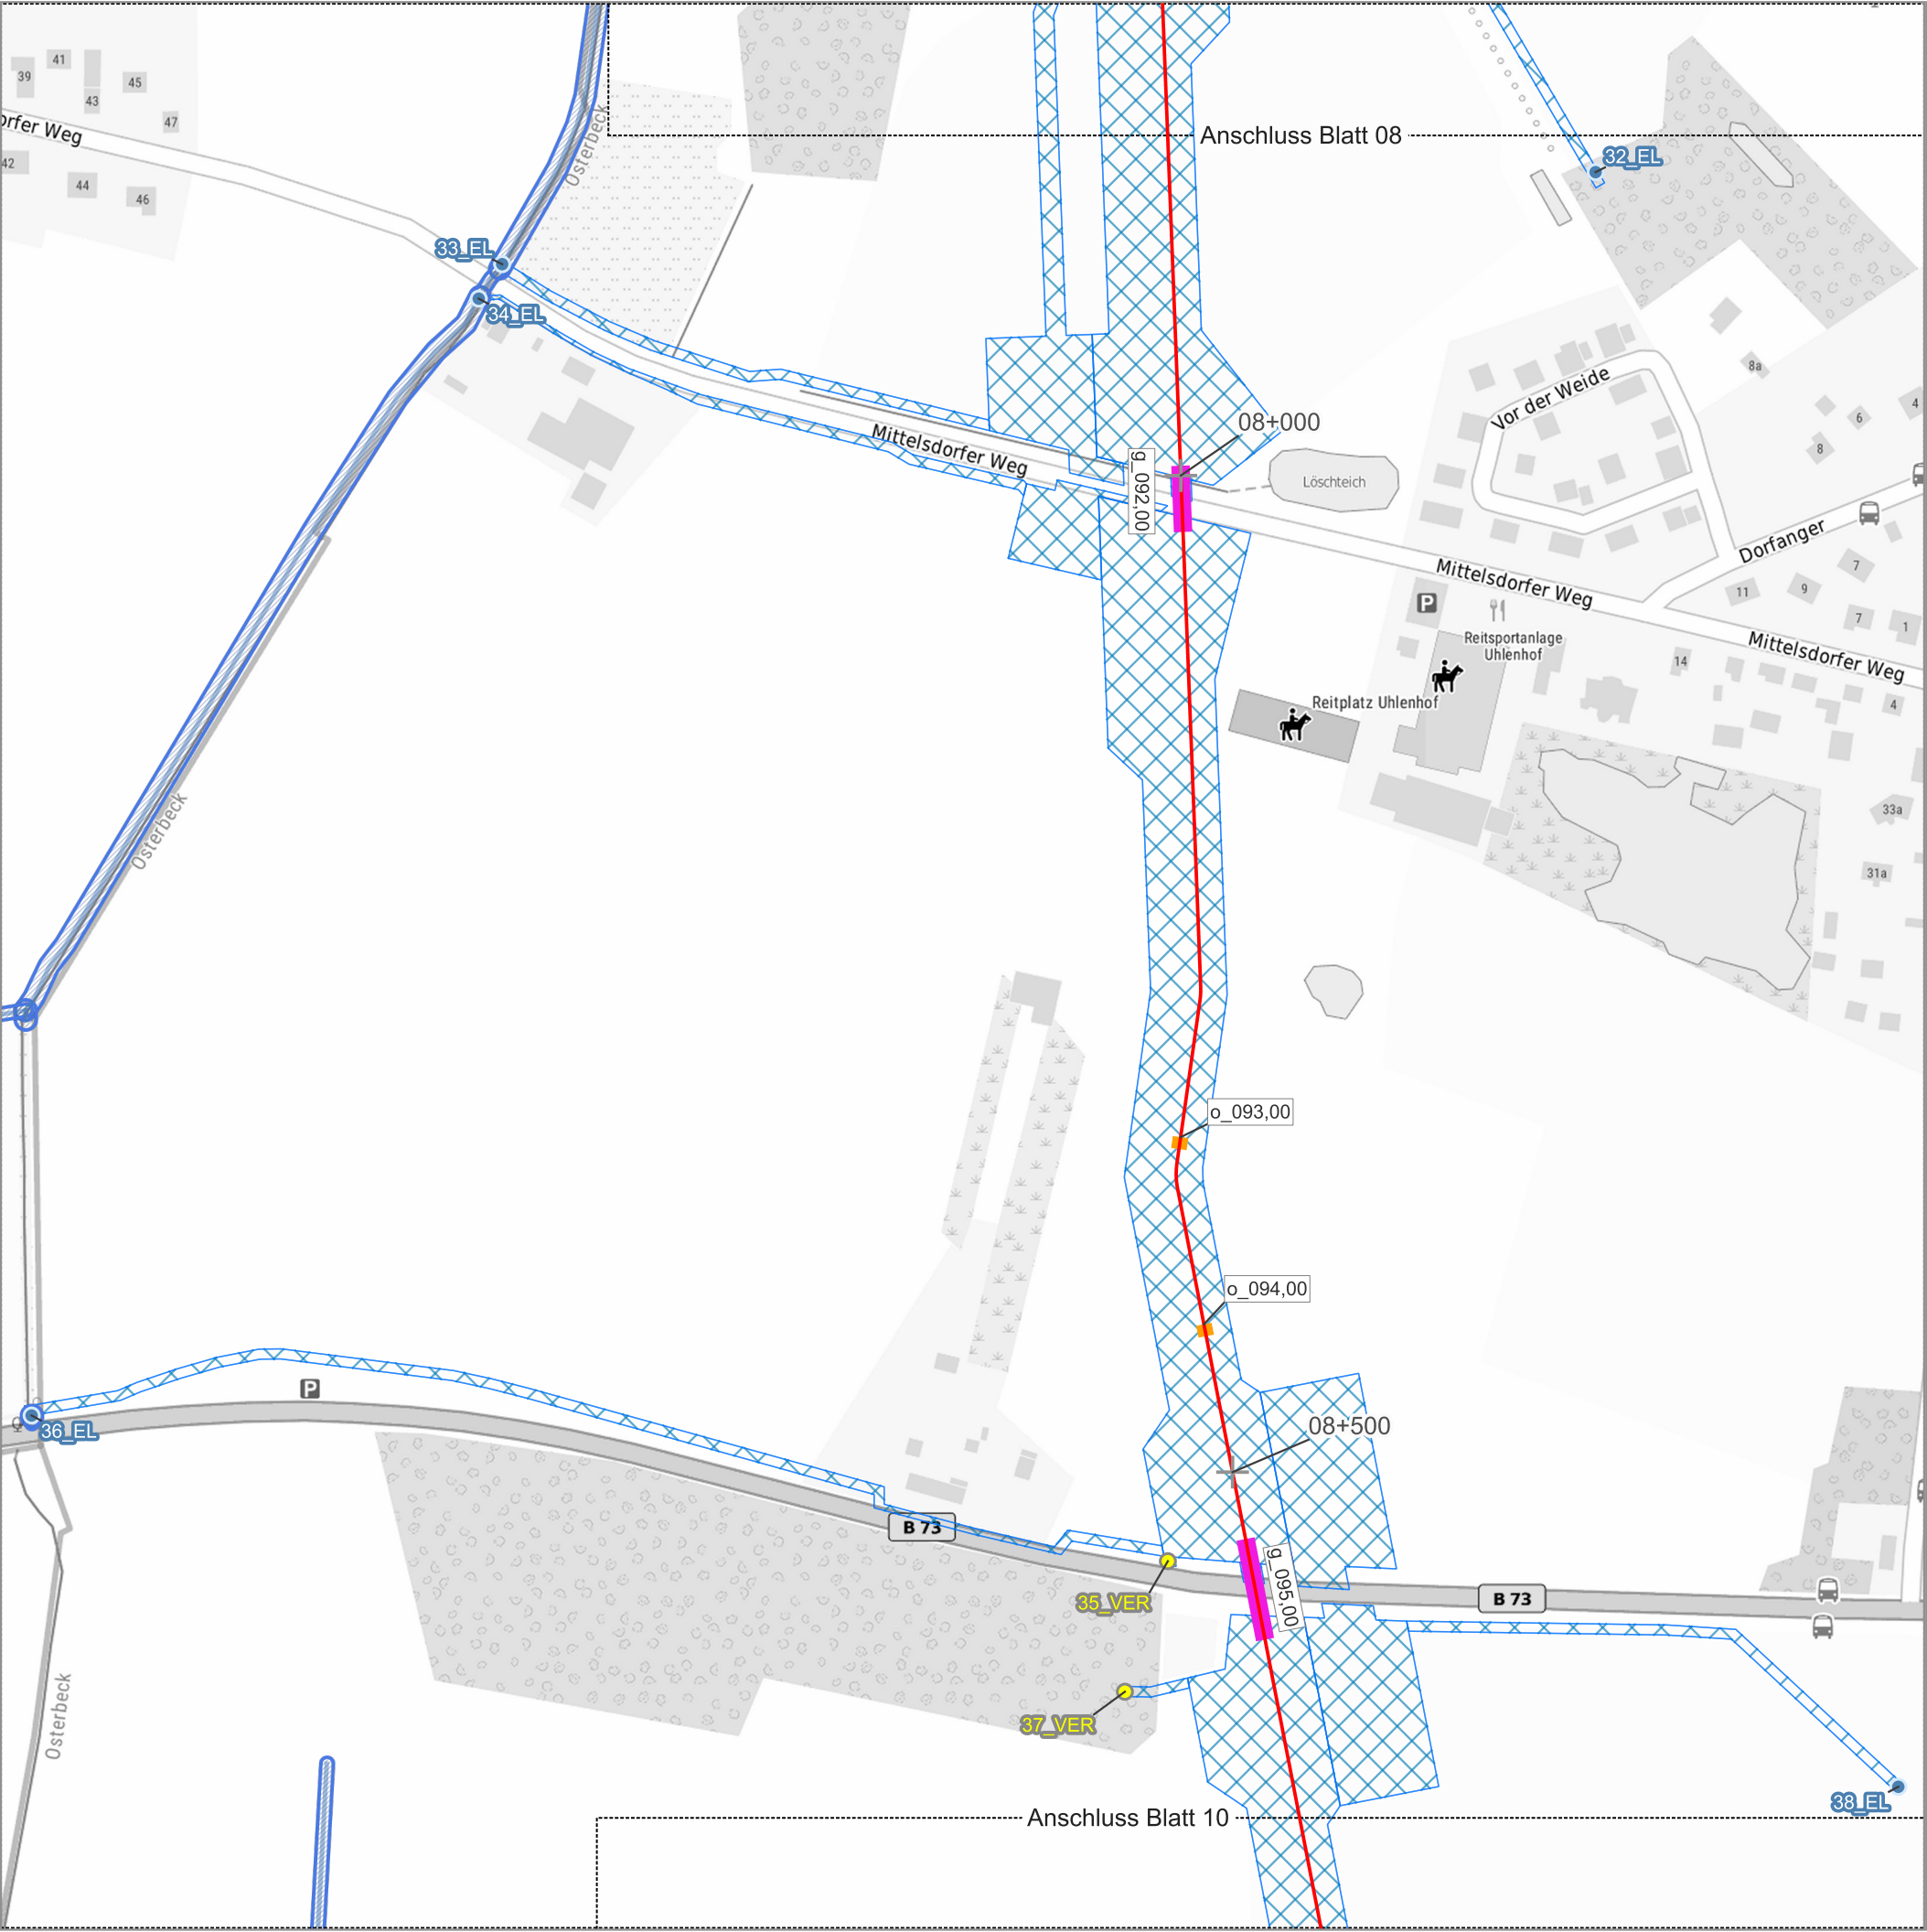 41
39
45
43
47
orfer Weg
42
44
46
Osterbeck
Anschluss Blatt 08
32_EL
33_EL
34_EL
8a
4
Vor der Weide
6
8
08+000
Mittelsdorfer Weg
g_092,00
Löschteich
Dorfanger
Mittelsdorfer Weg
7
9
11
7
1
P
Reitsportanlage
Uhlenhof
Mittelsdorfer Weg
14
Reitplatz Uhlenhof
4
33a
Osterbeck
31a
o_093,00
o_094,00
P
08+500
36_EL
B 73
g_095,00
35_VER
B 73
Osterbeck
37_VER
38_EL
Anschluss Blatt 10